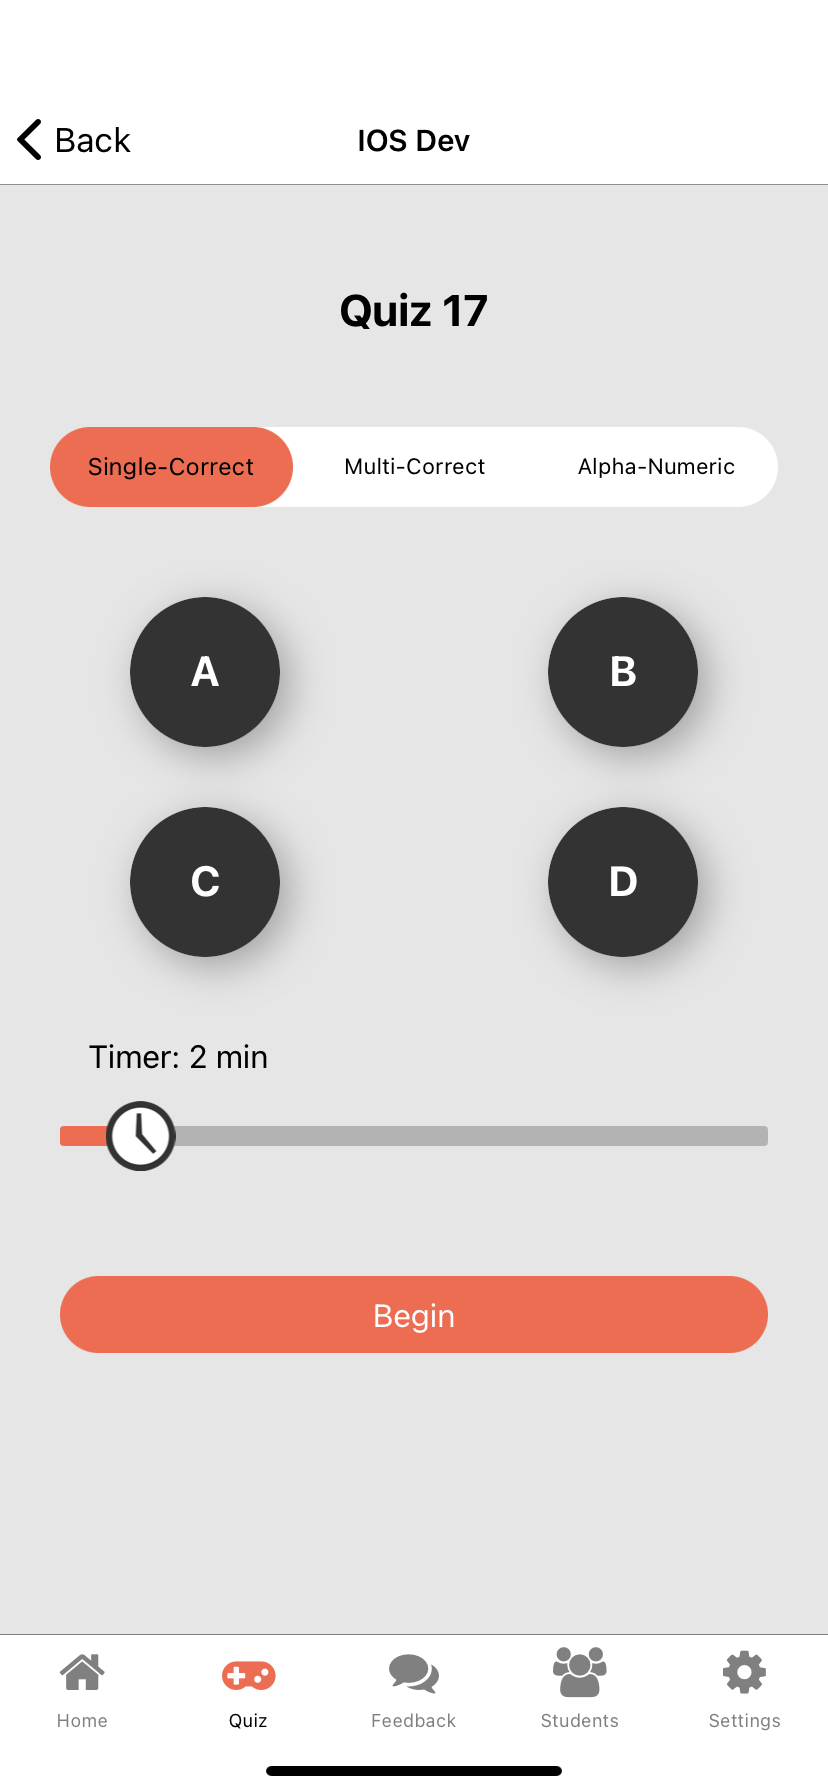 Back
IOS Dev
Quiz 17
Single-Correct
Multi-Correct
Alpha-Numeric
A
B
C
D
Timer: 2 min
Begin
Home
Quiz
Feedback
Students
Settings